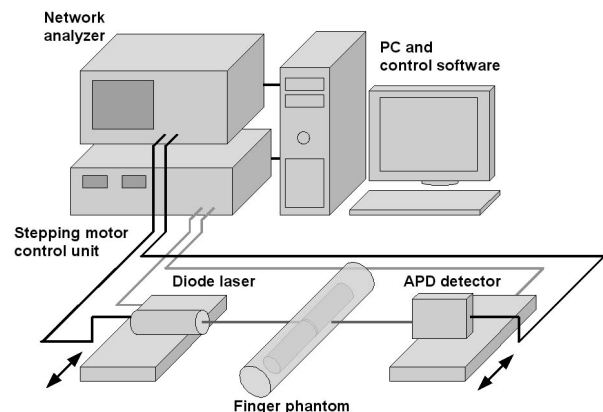 Network
analyzer
PC and
control software
Stepping motor
control unit
Diode laser
APD detector
Finger phantom